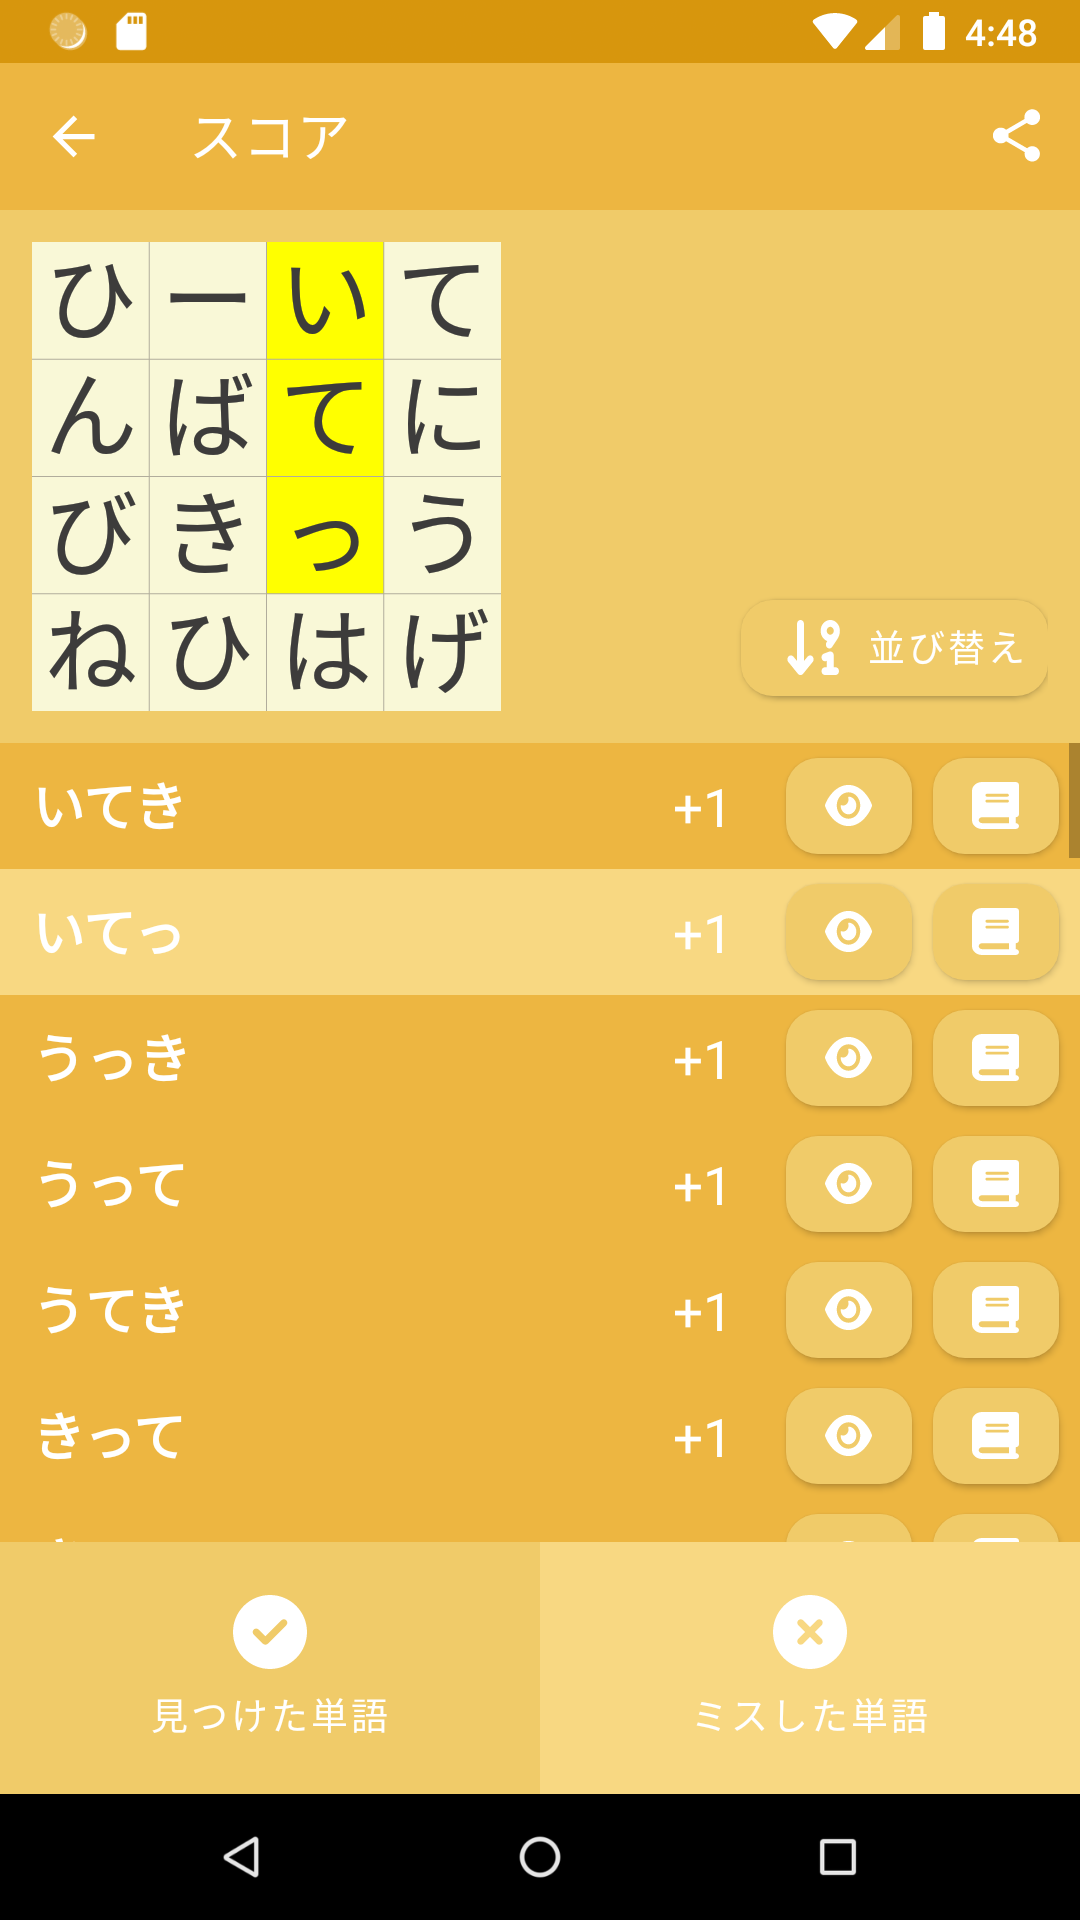 4:48
スコア
ひ ー い て
ん ば て に
び き っ う
ね ひ は げ
並び替え
いてき +1
いてっ +1
うっき +1
うって +1
うてき +1
きって +1
見つけた単語
ミスした単語